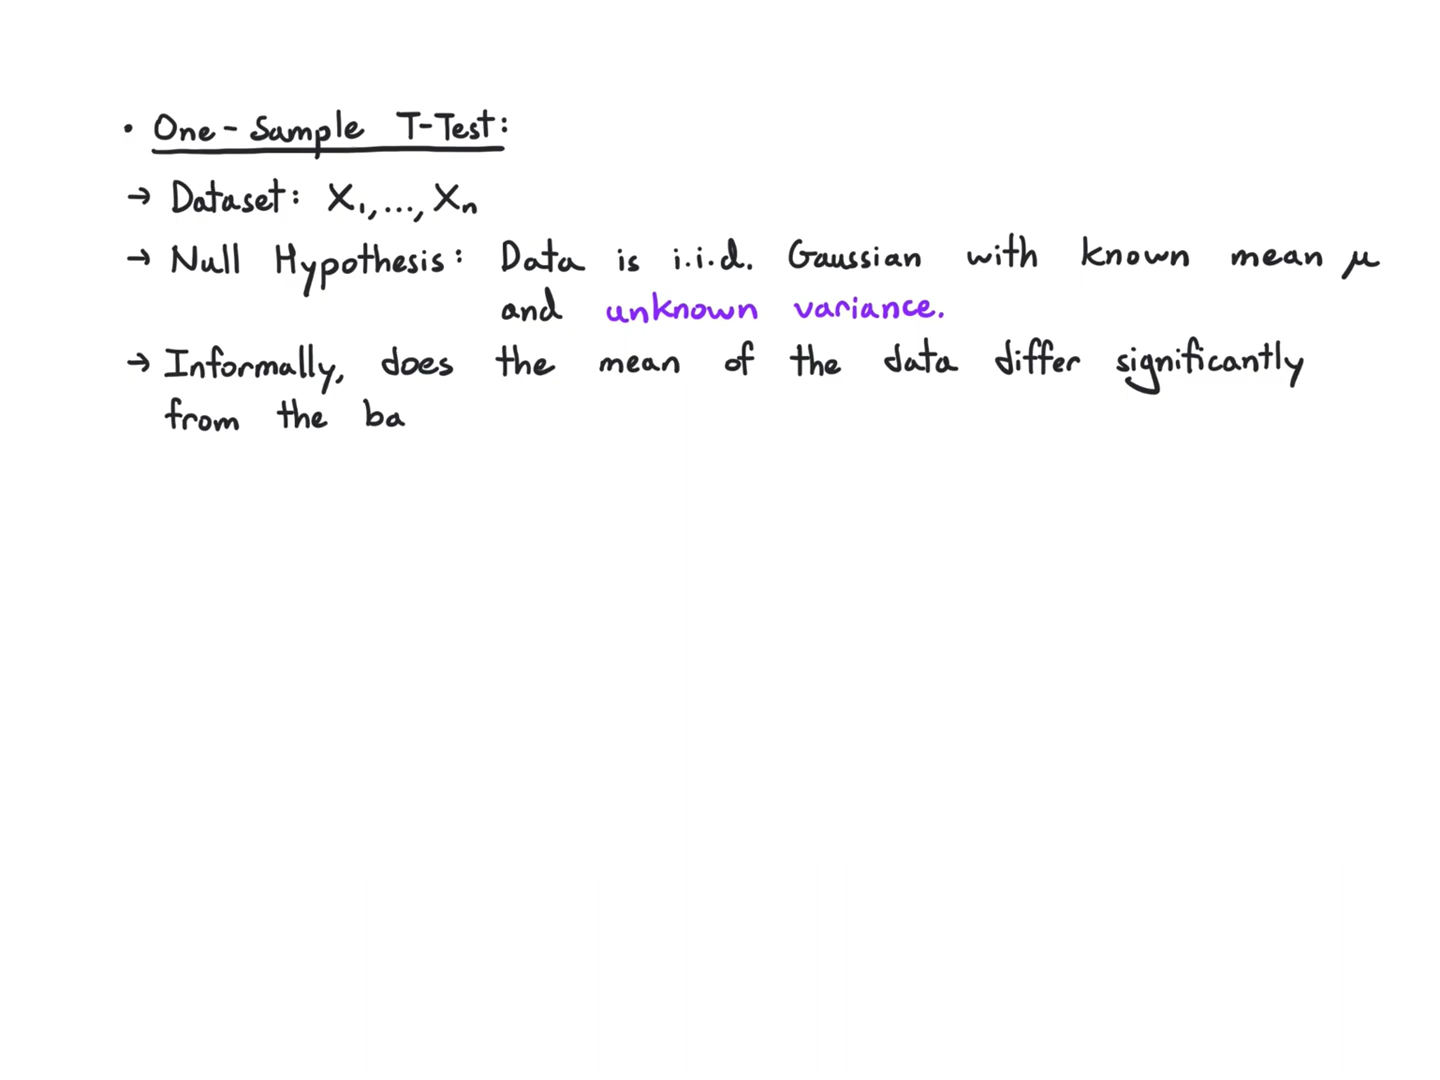 • One-Sample T-Test:
→ Dataset: X₁,...,Xₙ
→ Null Hypothesis: Data is i.i.d. Gaussian with known mean μ
and unknown variance.
→ Informally, does the mean of the data differ significantly
from the ba